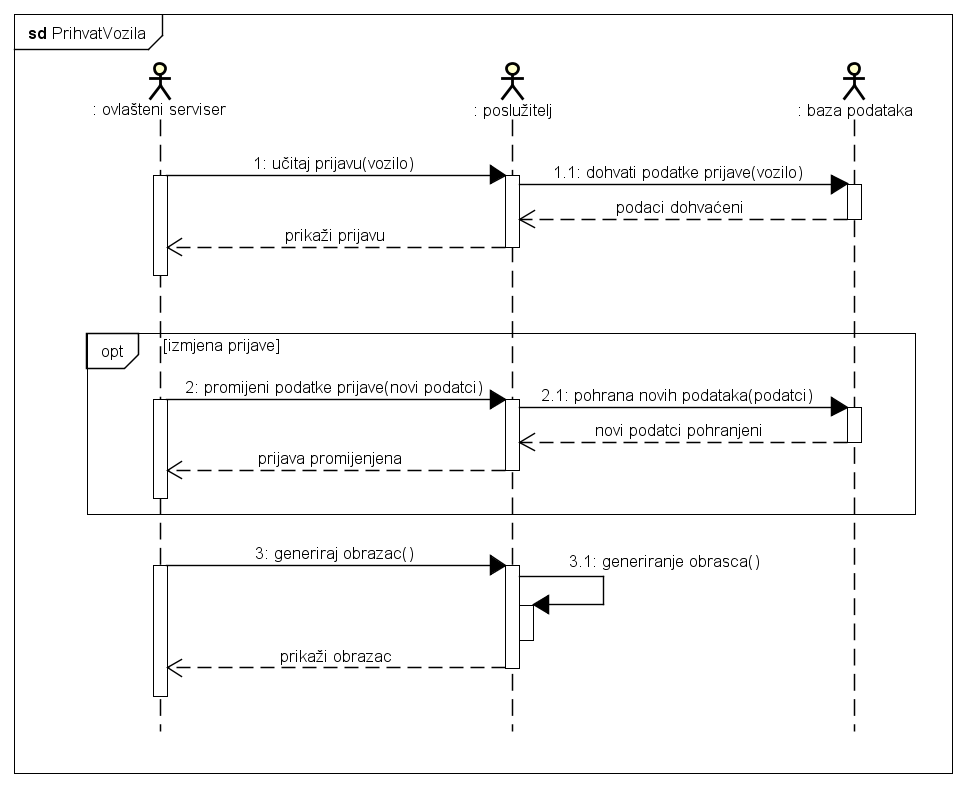 sd PrihvatVozila
: ovlašteni serviser
: poslužitelj
: baza podataka
1: učitaj prijavu(vozilo)
1.1: dohvati podatke prijave(vozilo)
podaci dohvaćeni
prikaži prijavu
opt
[izmjena prijave]
2: promijeni podatke prijave(novi podatci)
2.1: pohrana novih podataka(podatci)
novi podatci pohranjeni
prijava promijenjena
3: generiraj obrazac()
3.1: generiranje obrasca()
prikaži obrazac